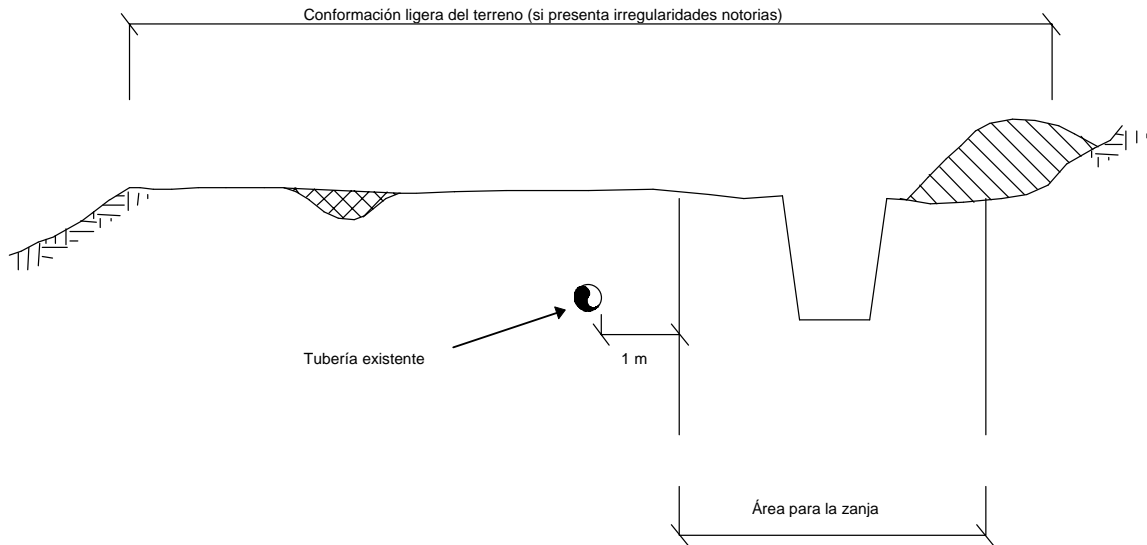 Conformación ligera del terreno (si presenta irregularidades notorias)
Tubería existente
1 m
Área para la zanja